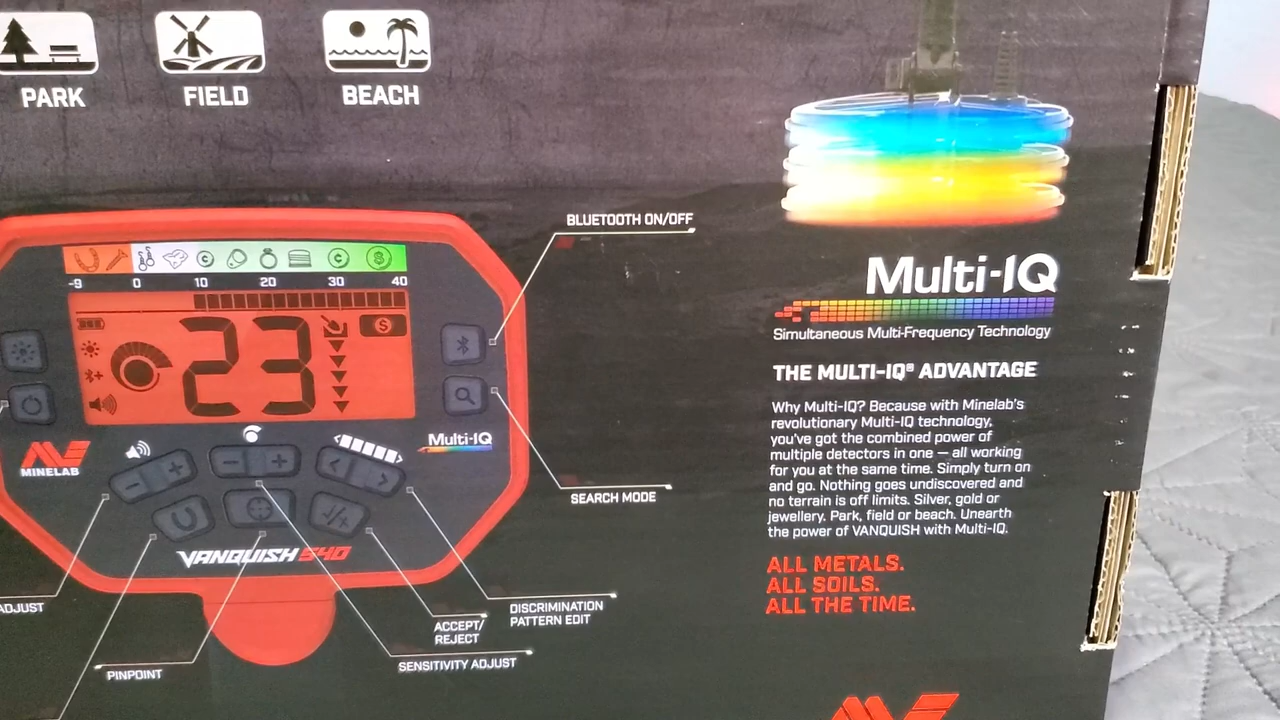 PARK
FIELD
BEACH
BLUETOOTH ON/OFF
-9 0 10 20 30 40
23
MINELAB
Multi-IQ
VANQUISH 540
SEARCH MODE
ADJUST
DISCRIMINATION
PATTERN EDIT
ACCEPT/
REJECT
SENSITIVITY ADJUST
PINPOINT
Multi-IQ
Simultaneous Multi-Frequency Technology
THE MULTI-IQ® ADVANTAGE
Why Multi-IQ? Because with Minelab's
revolutionary Multi-IQ technology,
you've got the combined power of
multiple detectors in one — all working
for you at the same time. Simply turn on
and go. Nothing goes undiscovered and
no terrain is off limits. Silver, gold or
jewellery. Park, field or beach. Unearth
the power of VANQUISH with Multi-IQ.
ALL METALS.
ALL SOILS.
ALL THE TIME.